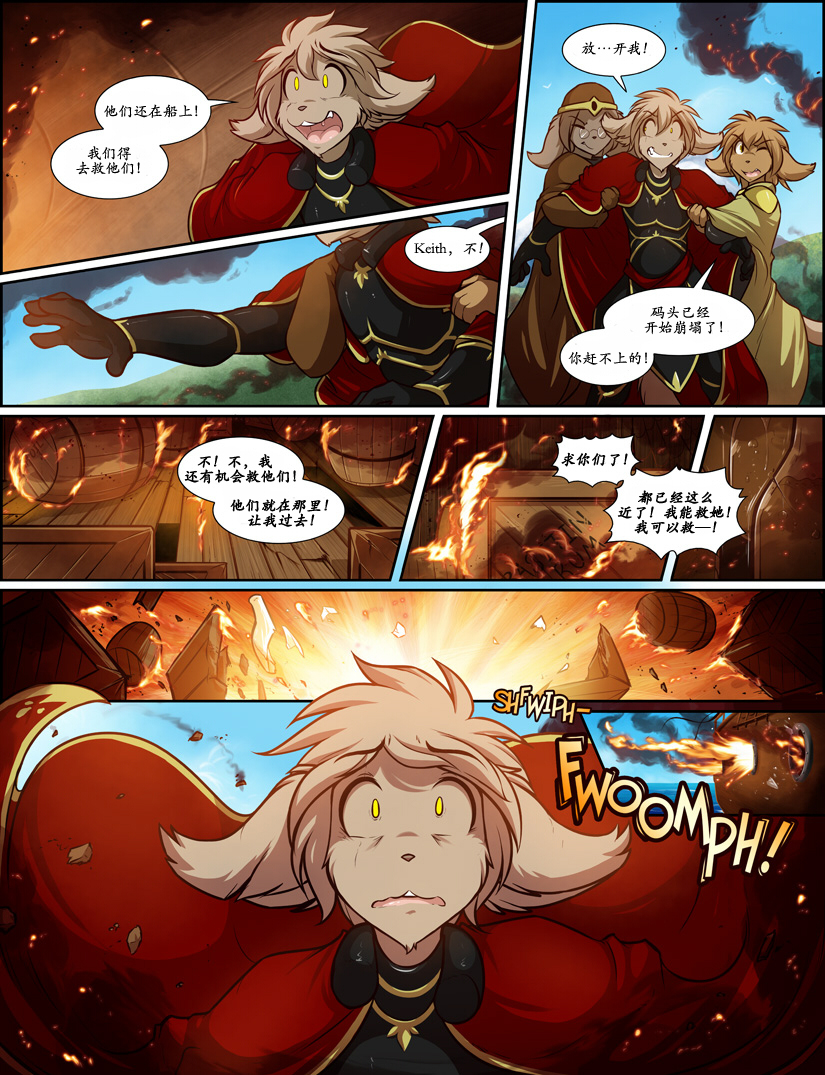 他们还在船上！
我们得
去救他们！
放…开我！
Keith，不！
码头已经
开始崩塌了！
你赶不上的！
不！不，我
还有机会救他们！
他们就在那里！
让我过去！
求你们了！
都已经这么
近了！我能救她！
我可以救—！
SHFWIPH—
FWOOMPH!